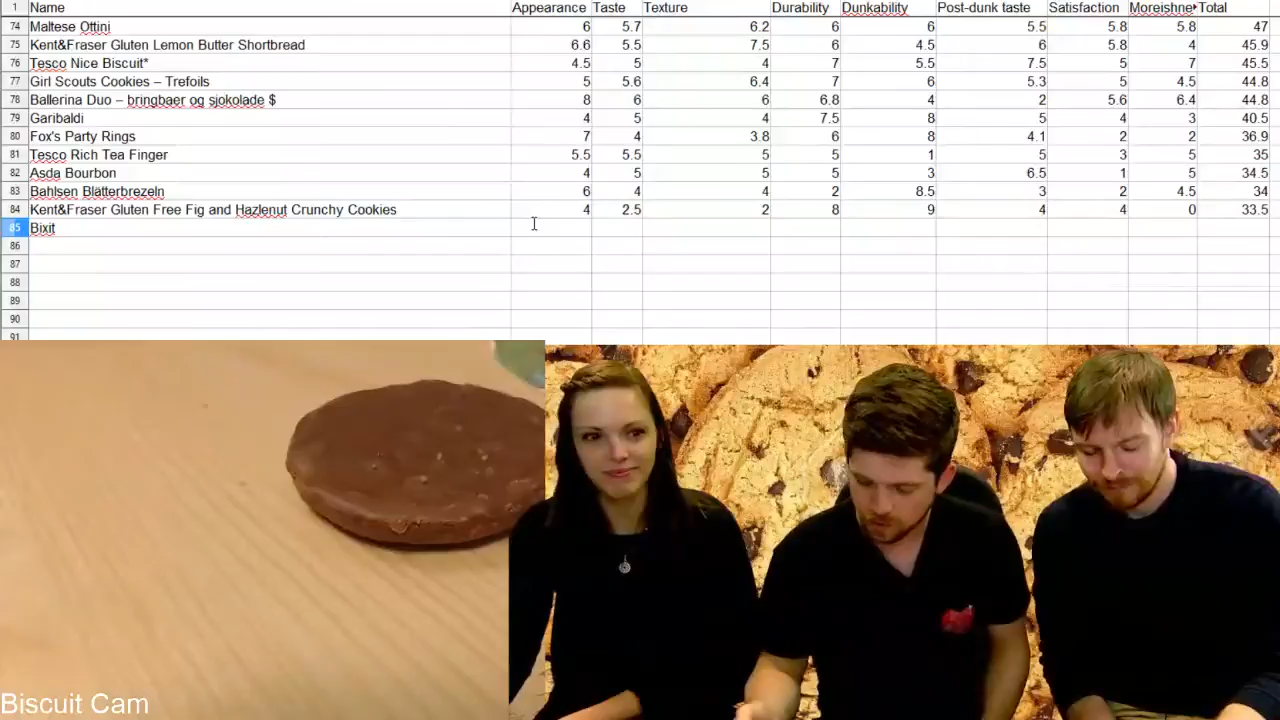 1 Name Appearance Taste Texture Durability Dunkability Post-dunk taste Satisfaction Moreishne Total
74 Maltese Ottini 6 5.7 6.2 6 6 5.5 5.8 5.8 47
75 Kent&Fraser Gluten Lemon Butter Shortbread 6.6 5.5 7.5 6 4.5 6 5.8 4 45.9
76 Tesco Nice Biscuit* 4.5 5 4 7 5.5 7.5 5 7 45.5
77 Girl Scouts Cookies – Trefoils 5 5.6 6.4 7 6 5.3 5 4.5 44.8
78 Ballerina Duo – bringbaer og sjokolade $ 8 6 6 6.8 4 2 5.6 6.4 44.8
79 Garibaldi 4 5 4 7.5 8 5 4 3 40.5
80 Fox's Party Rings 7 4 3.8 6 8 4.1 2 2 36.9
81 Tesco Rich Tea Finger 5.5 5.5 5 5 1 5 3 5 35
82 Asda Bourbon 4 5 5 5 3 6.5 1 5 34.5
83 Bahlsen Blätterbrezeln 6 4 4 2 8.5 3 2 4.5 34
84 Kent&Fraser Gluten Free Fig and Hazlenut Crunchy Cookies 4 2.5 2 8 9 4 4 0 33.5
85 Bixit
86
87
88
89
90
91
Biscuit Cam